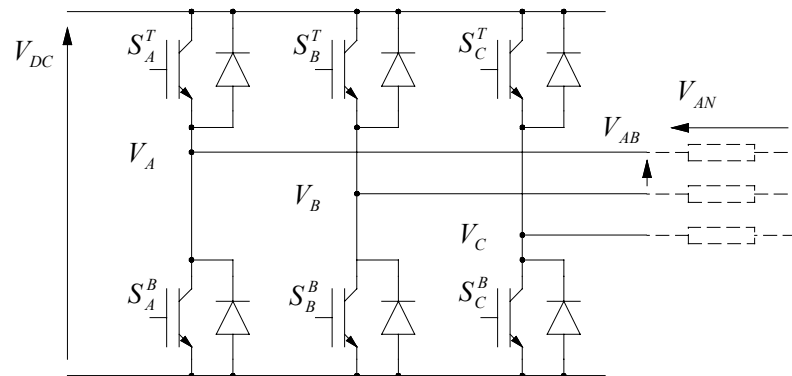 S_A^T
S_B^T
S_C^T
V_DC
V_AN
V_AB
V_A
V_B
V_C
S_A^B
S_B^B
S_C^B